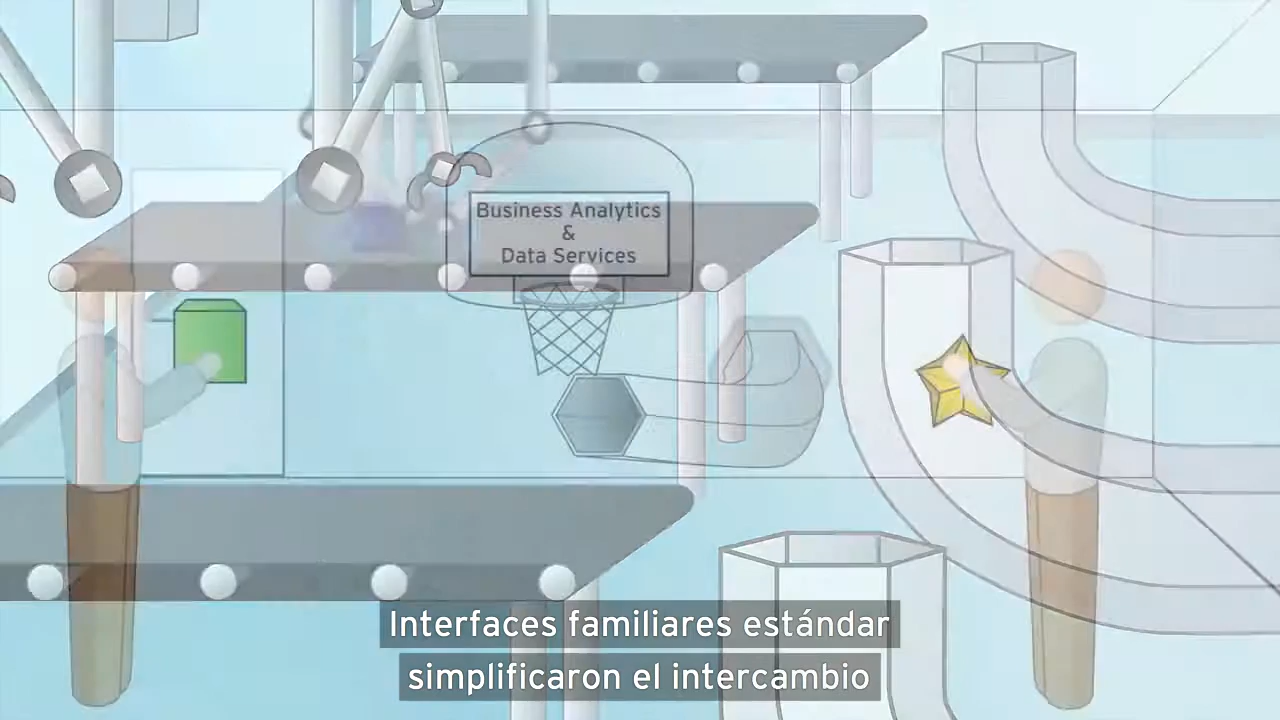 Business Analytics
&
Data Services
Interfaces familiares estándar
simplificaron el intercambio